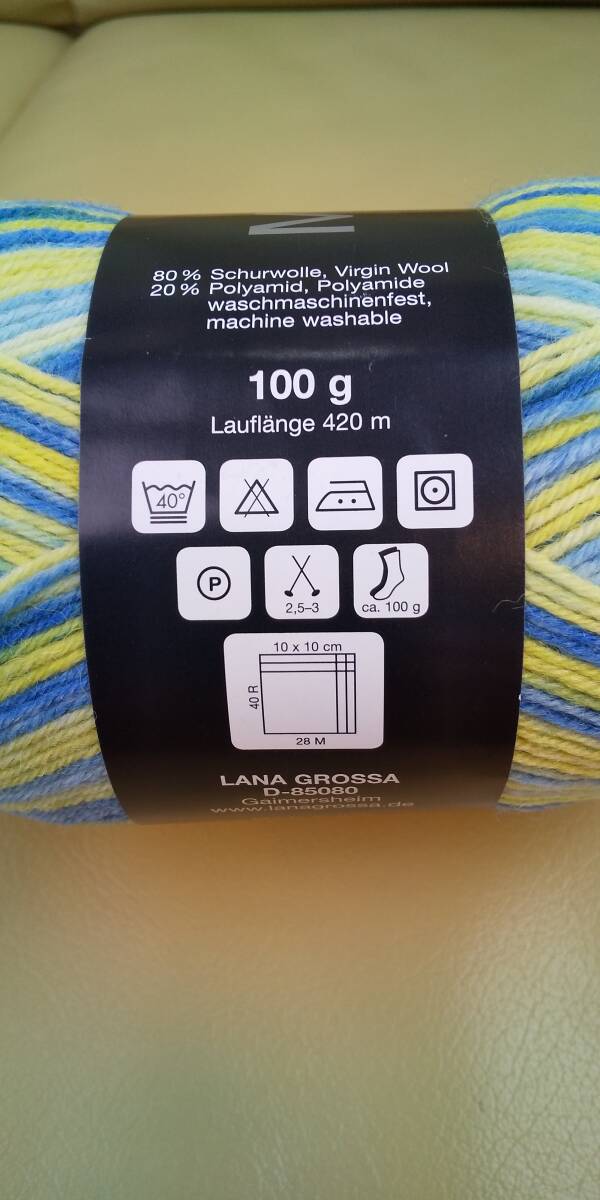 M
80 % Schurwolle, Virgin Wool
20 % Polyamid, Polyamide
waschmaschinenfest,
machine washable
100 g
Lauflänge 420 m
40°
P
2,5–3
ca. 100 g
10 x 10 cm
40 R
28 M
LANA GROSSA
D-85080
Gaimersheim
www.lanagrossa.de